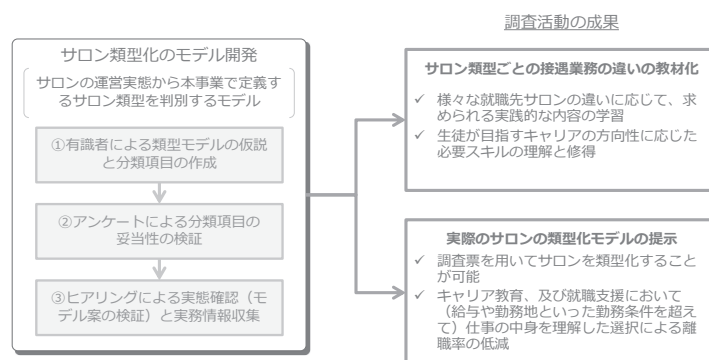 調査活動の成果
サロン類型化のモデル開発
サロンの運営実態から本事業で定義す
るサロン類型を判別するモデル
①有識者による類型モデルの仮説
と分類項目の作成
②アンケートによる分類項目の
妥当性の検証
③ヒアリングによる実態確認（モ
デル案の検証）と実務情報収集
サロン類型ごとの接遇業務の違いの教材化
✓ 様々な就職先サロンの違いに応じて、求
められる実践的な内容の学習
✓ 生徒が目指すキャリアの方向性に応じた
必要スキルの理解と修得
実際のサロンの類型化モデルの提示
✓ 調査票を用いてサロンを類型化すること
が可能
✓ キャリア教育、及び就職支援において
（給与や勤務地といった勤務条件を超え
て）仕事の中身を理解した選択による離
職率の低減